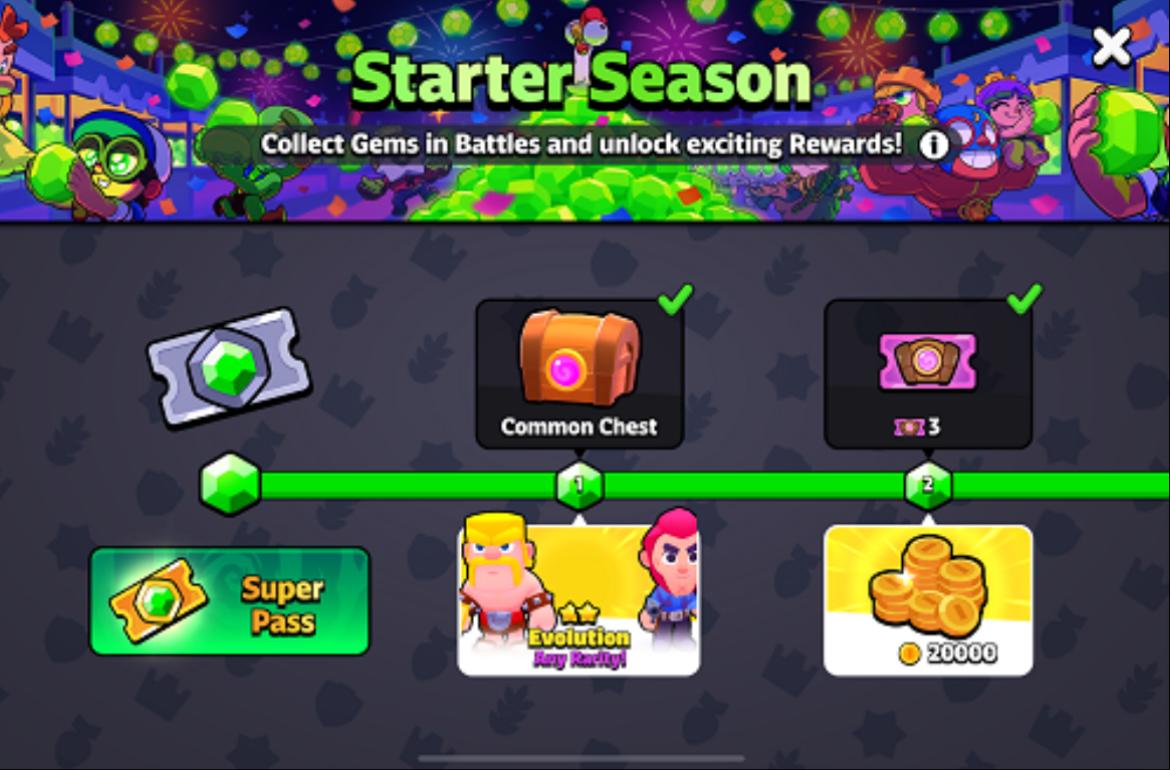 Starter Season
Collect Gems in Battles and unlock exciting Rewards! i
Common Chest
3
1
2
Super
Pass
Evolution
Any Rarity!
20000